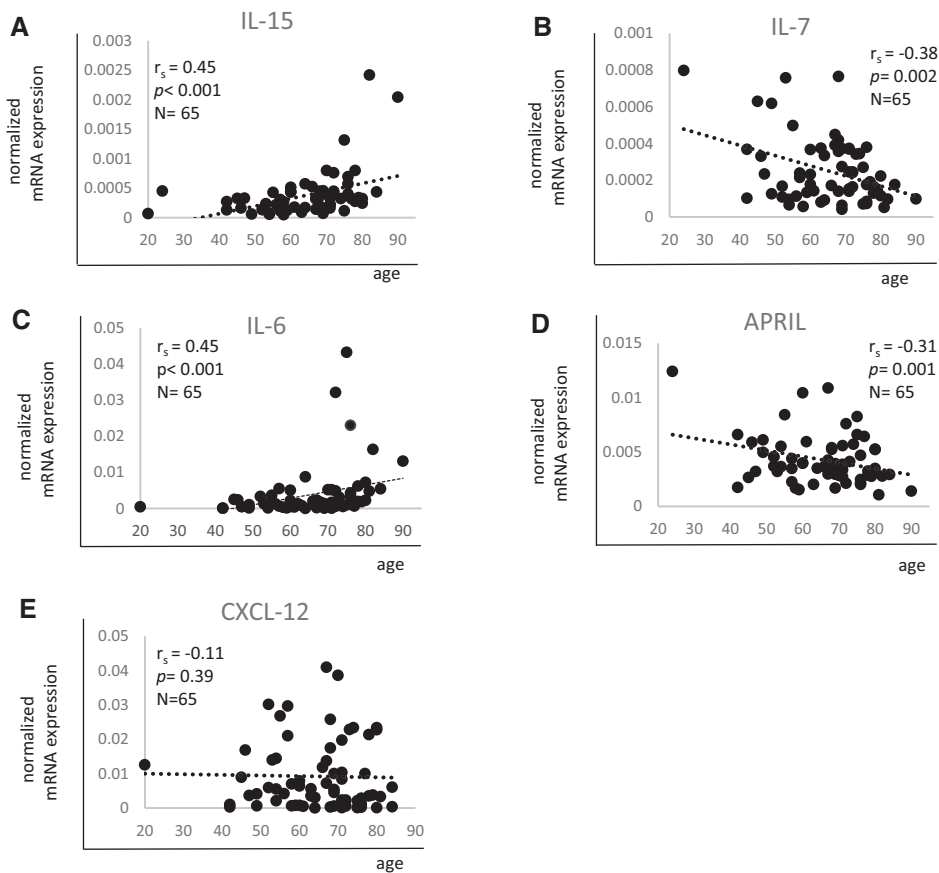 A
IL-15
normalized
mRNA expression
0.003
0.0025
0.002
0.0015
0.001
0.0005
0
rs = 0.45
p< 0.001
N= 65
20 30 40 50 60 70 80 90
age
B
IL-7
normalized
mRNA expression
0.001
0.0008
0.0006
0.0004
0.0002
0
rs = -0.38
p= 0.002
N=65
20 30 40 50 60 70 80 90
age
C
IL-6
normalized
mRNA expression
0.05
0.04
0.03
0.02
0.01
0
rs = 0.45
p< 0.001
N= 65
20 30 40 50 60 70 80 90
age
D
APRIL
normalized
mRNA expression
0.015
0.01
0.005
0
rs = -0.31
p= 0.001
N= 65
20 30 40 50 60 70 80 90
age
E
CXCL-12
normalized
mRNA expression
0.05
0.04
0.03
0.02
0.01
0
rs = -0.11
p= 0.39
N=65
20 30 40 50 60 70 80 90
age